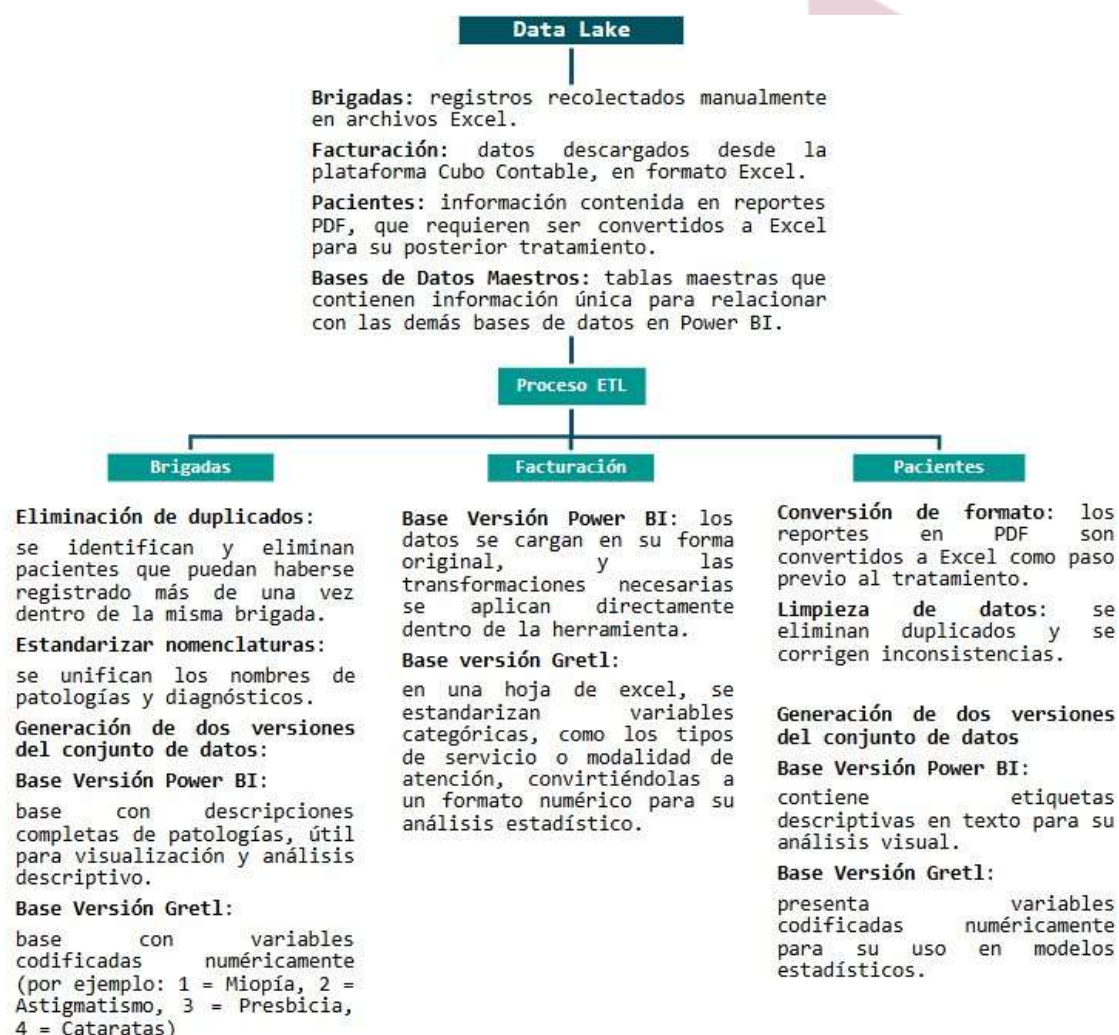 Data Lake
Brigadas: registros recolectados manualmente
en archivos Excel.
Facturación: datos descargados desde la
plataforma Cubo Contable, en formato Excel.
Pacientes: información contenida en reportes
PDF, que requieren ser convertidos a Excel
para su posterior tratamiento.
Bases de Datos Maestros: tablas maestras que
contienen información única para relacionar
con las demás bases de datos en Power BI.
Proceso ETL
Brigadas
Eliminación de duplicados:
se identifican y eliminan
pacientes que puedan haberse
registrado más de una vez
dentro de la misma brigada.
Estandarizar nomenclaturas:
se unifican los nombres de
patologías y diagnósticos.
Generación de dos versiones
del conjunto de datos:
Base Versión Power BI:
base con descripciones
completas de patologías, útil
para visualización y análisis
descriptivo.
Base Versión Gretl:
base con variables
codificadas numéricamente
(por ejemplo: 1 = Miopía, 2 =
Astigmatismo, 3 = Presbicia,
4 = Cataratas)
Facturación
Base Versión Power BI: los
datos se cargan en su forma
original, y las
transformaciones necesarias
se aplican directamente
dentro de la herramienta.
Base versión Gretl:
en una hoja de excel, se
estandarizan variables
categóricas, como los tipos
de servicio o modalidad de
atención, convirtiéndolas a
un formato numérico para su
análisis estadístico.
Pacientes
Conversión de formato: los
reportes en PDF son
convertidos a Excel como paso
previo al tratamiento.
Limpieza de datos: se
eliminan duplicados y se
corrigen inconsistencias.
Generación de dos versiones
del conjunto de datos
Base Versión Power BI:
contiene etiquetas
descriptivas en texto para su
análisis visual.
Base Versión Gretl:
presenta variables
codificadas numéricamente
para su uso en modelos
estadísticos.